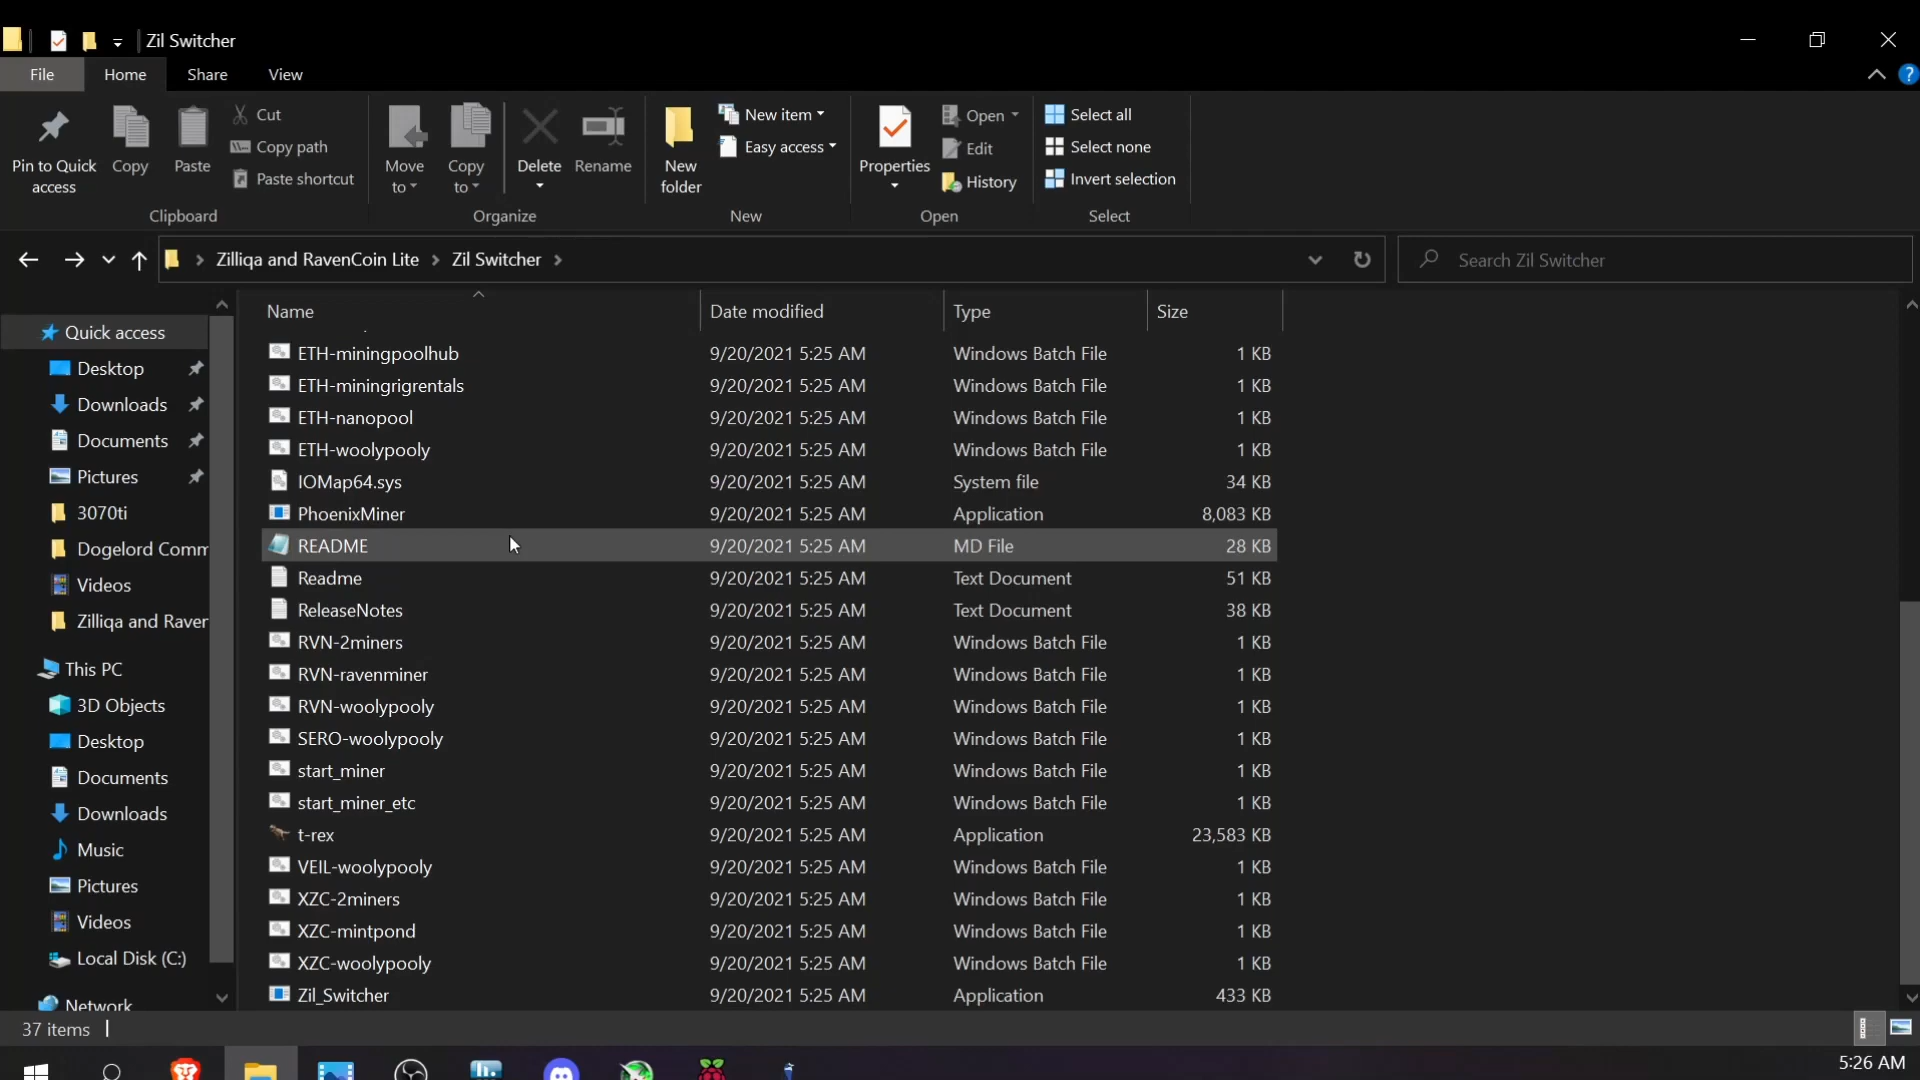 Zil Switcher
File Home Share View
Pin to Quick access
Copy
Paste
Cut
Copy path
Paste shortcut
Clipboard
Move to
Copy to
Delete
Rename
Organize
New folder
New item
Easy access
New
Properties
Open
Edit
History
Open
Select all
Select none
Invert selection
Select
Zilliqa and RavenCoin Lite > Zil Switcher >
Search Zil Switcher
Quick access
Desktop
Downloads
Documents
Pictures
3070ti
Dogelord Comm
Videos
Zilliqa and Raver
This PC
3D Objects
Desktop
Documents
Downloads
Music
Pictures
Videos
Local Disk (C:)
Network
Name Date modified Type Size
ETH-miningpoolhub 9/20/2021 5:25 AM Windows Batch File 1 KB
ETH-miningrigrentals 9/20/2021 5:25 AM Windows Batch File 1 KB
ETH-nanopool 9/20/2021 5:25 AM Windows Batch File 1 KB
ETH-woolypooly 9/20/2021 5:25 AM Windows Batch File 1 KB
IOMap64.sys 9/20/2021 5:25 AM System file 34 KB
PhoenixMiner 9/20/2021 5:25 AM Application 8,083 KB
README 9/20/2021 5:25 AM MD File 28 KB
Readme 9/20/2021 5:25 AM Text Document 51 KB
ReleaseNotes 9/20/2021 5:25 AM Text Document 38 KB
RVN-2miners 9/20/2021 5:25 AM Windows Batch File 1 KB
RVN-ravenminer 9/20/2021 5:25 AM Windows Batch File 1 KB
RVN-woolypooly 9/20/2021 5:25 AM Windows Batch File 1 KB
SERO-woolypooly 9/20/2021 5:25 AM Windows Batch File 1 KB
start_miner 9/20/2021 5:25 AM Windows Batch File 1 KB
start_miner_etc 9/20/2021 5:25 AM Windows Batch File 1 KB
t-rex 9/20/2021 5:25 AM Application 23,583 KB
VEIL-woolypooly 9/20/2021 5:25 AM Windows Batch File 1 KB
XZC-2miners 9/20/2021 5:25 AM Windows Batch File 1 KB
XZC-mintpond 9/20/2021 5:25 AM Windows Batch File 1 KB
XZC-woolypooly 9/20/2021 5:25 AM Windows Batch File 1 KB
Zil_Switcher 9/20/2021 5:25 AM Application 433 KB
37 items
5:26 AM